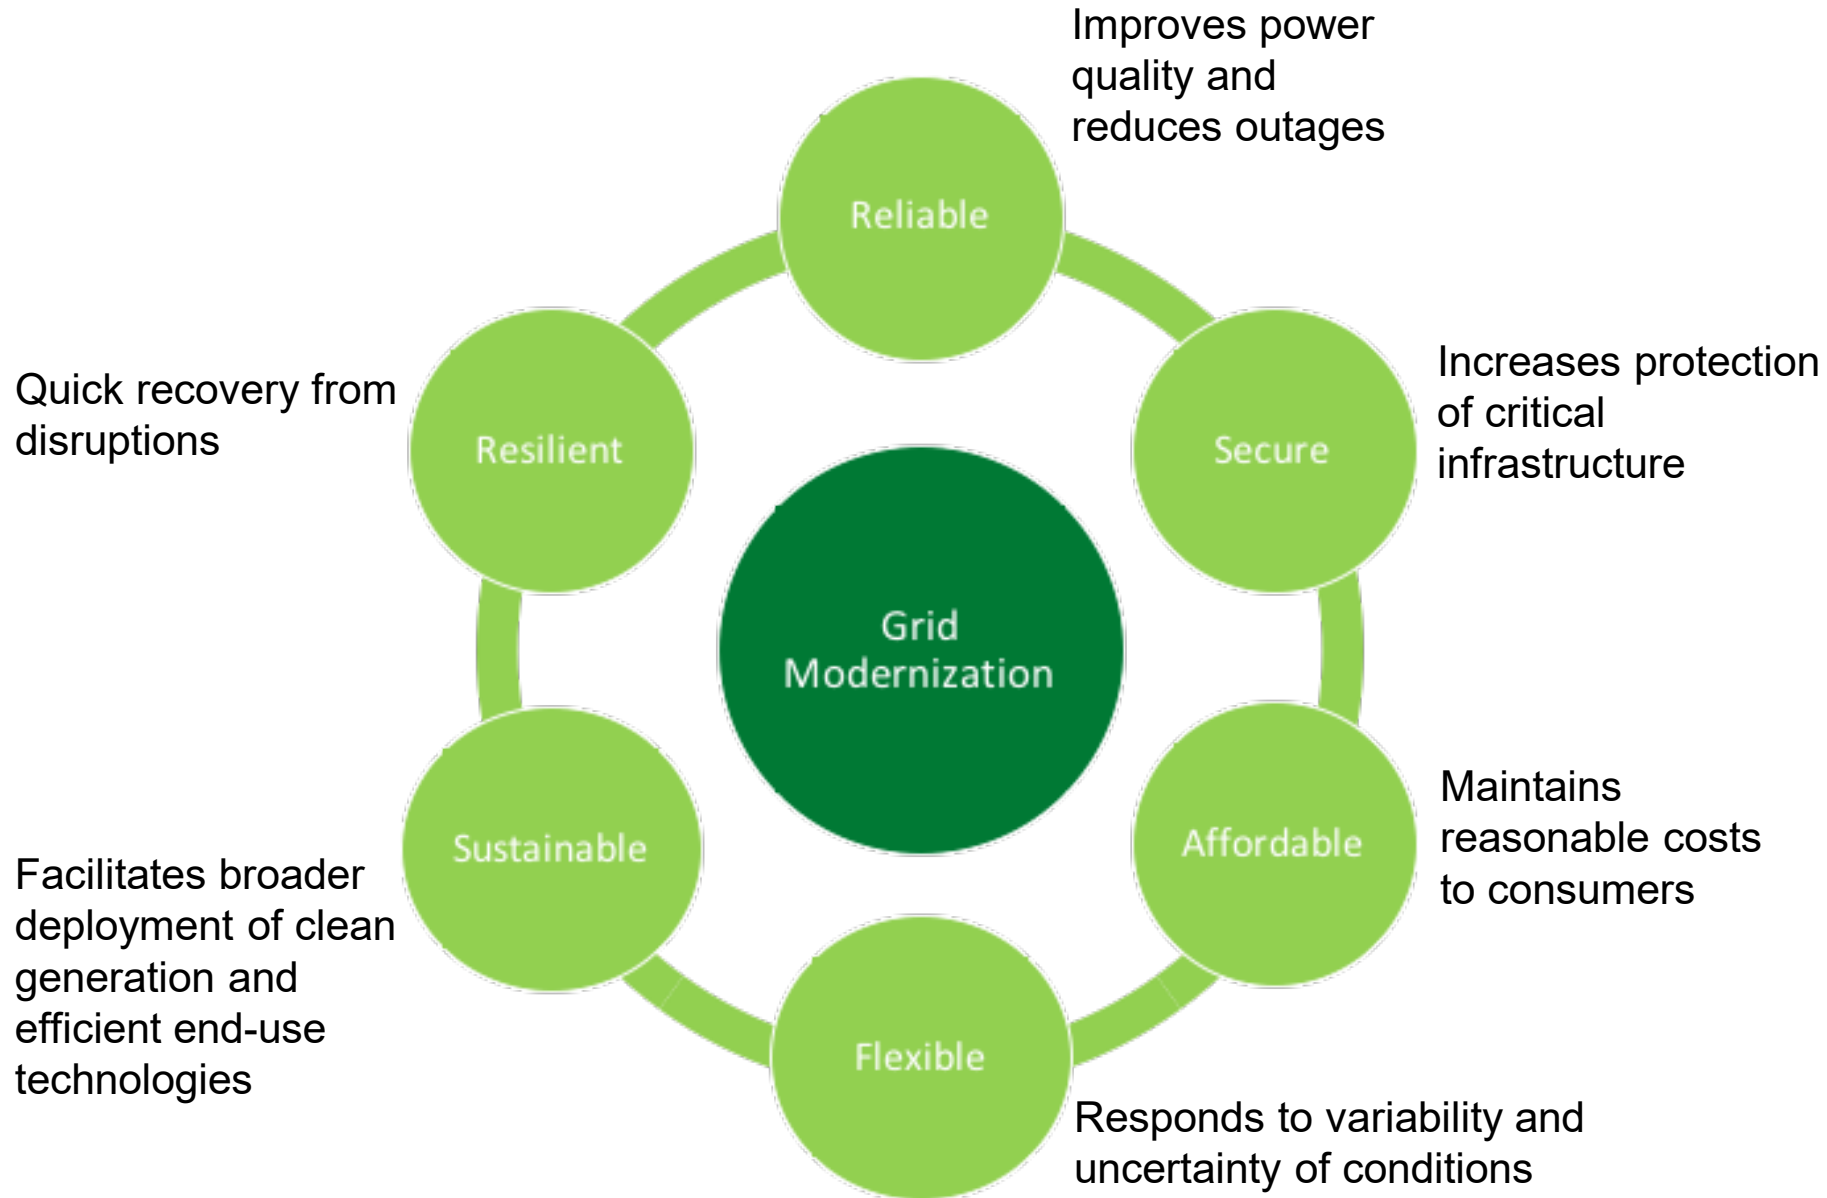 Improves power
quality and
reduces outages
Reliable
Quick recovery from
disruptions
Resilient
Secure
Increases protection
of critical
infrastructure
Grid
Modernization
Sustainable
Facilitates broader
deployment of clean
generation and
efficient end-use
technologies
Affordable
Maintains
reasonable costs
to consumers
Flexible
Responds to variability and
uncertainty of conditions